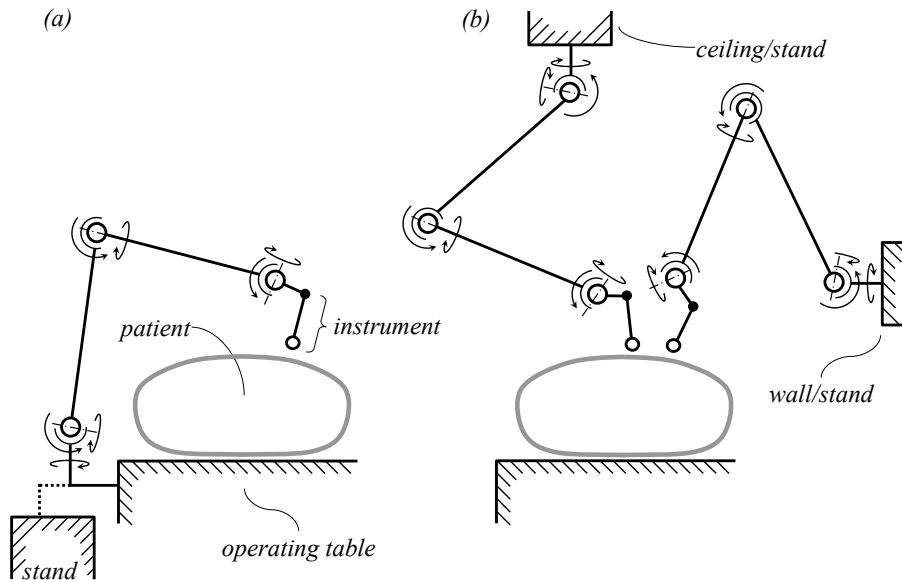 (a)
(b)
ceiling/stand
patient
instrument
wall/stand
operating table
stand